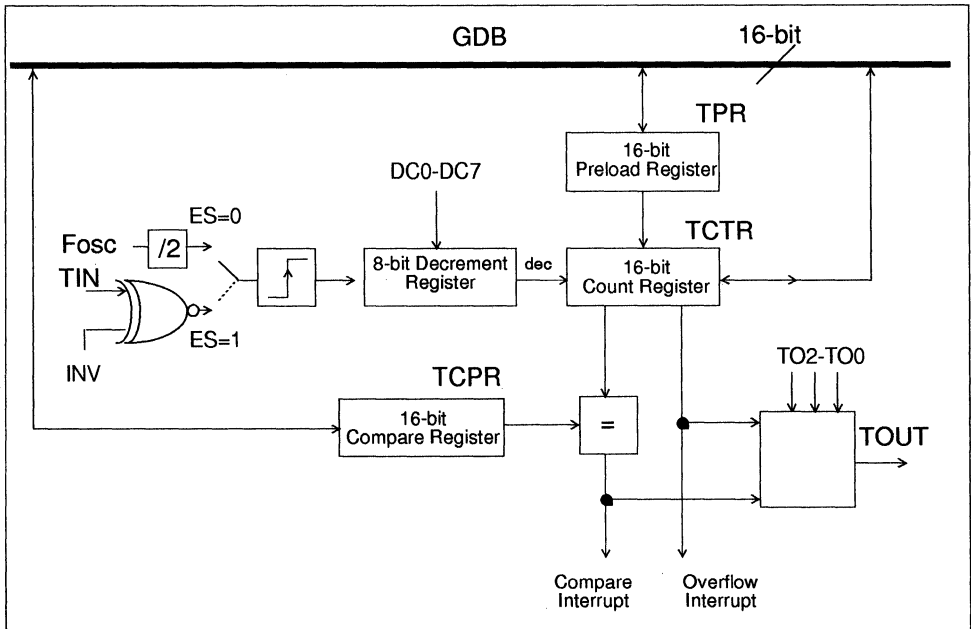 GDB
16-bit
TPR
16-bit
Preload Register
DC0-DC7
ES=0
TCTR
Fosc
/2
8-bit Decrement
Register
dec
16-bit
Count Register
TIN
ES=1
INV
TO2-TO0
TCPR
16-bit
Compare Register
=
TOUT
Compare
Interrupt
Overflow
Interrupt